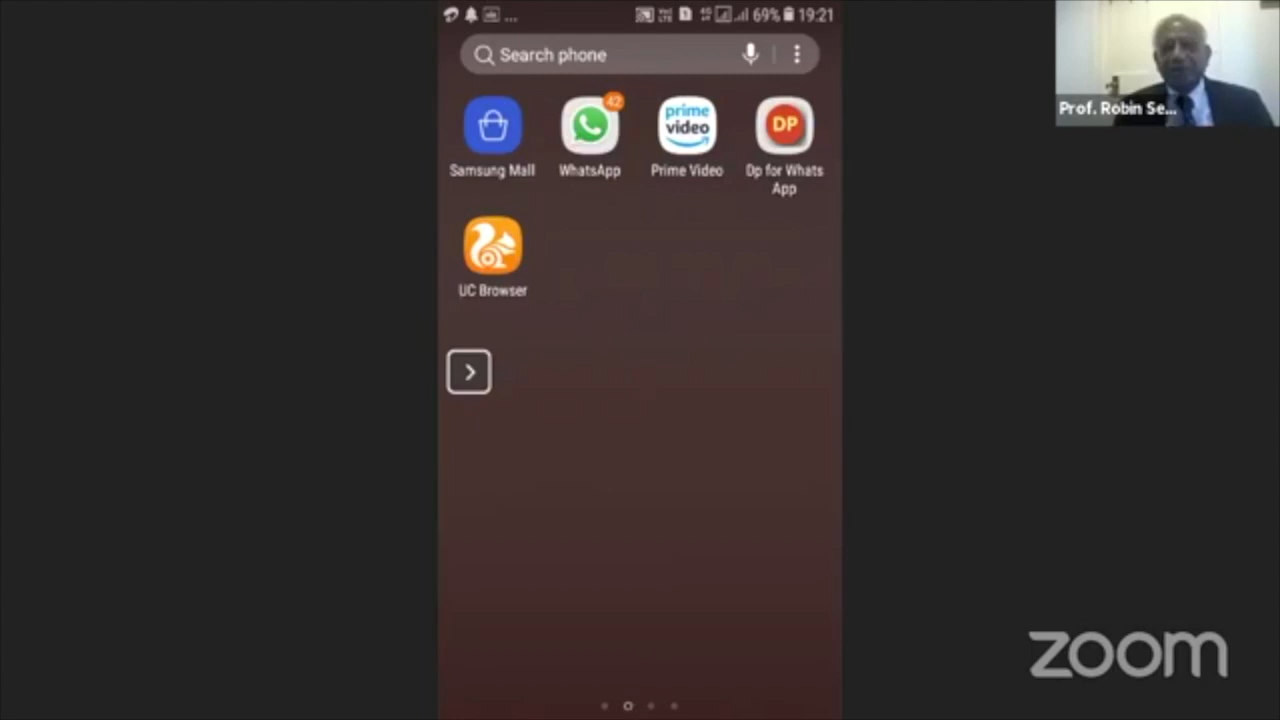 69% 19:21
Search phone
42
prime video
DP
Samsung Mall
WhatsApp
Prime Video
Dp for Whats
App
UC Browser
Prof. Robin Se...
zoom